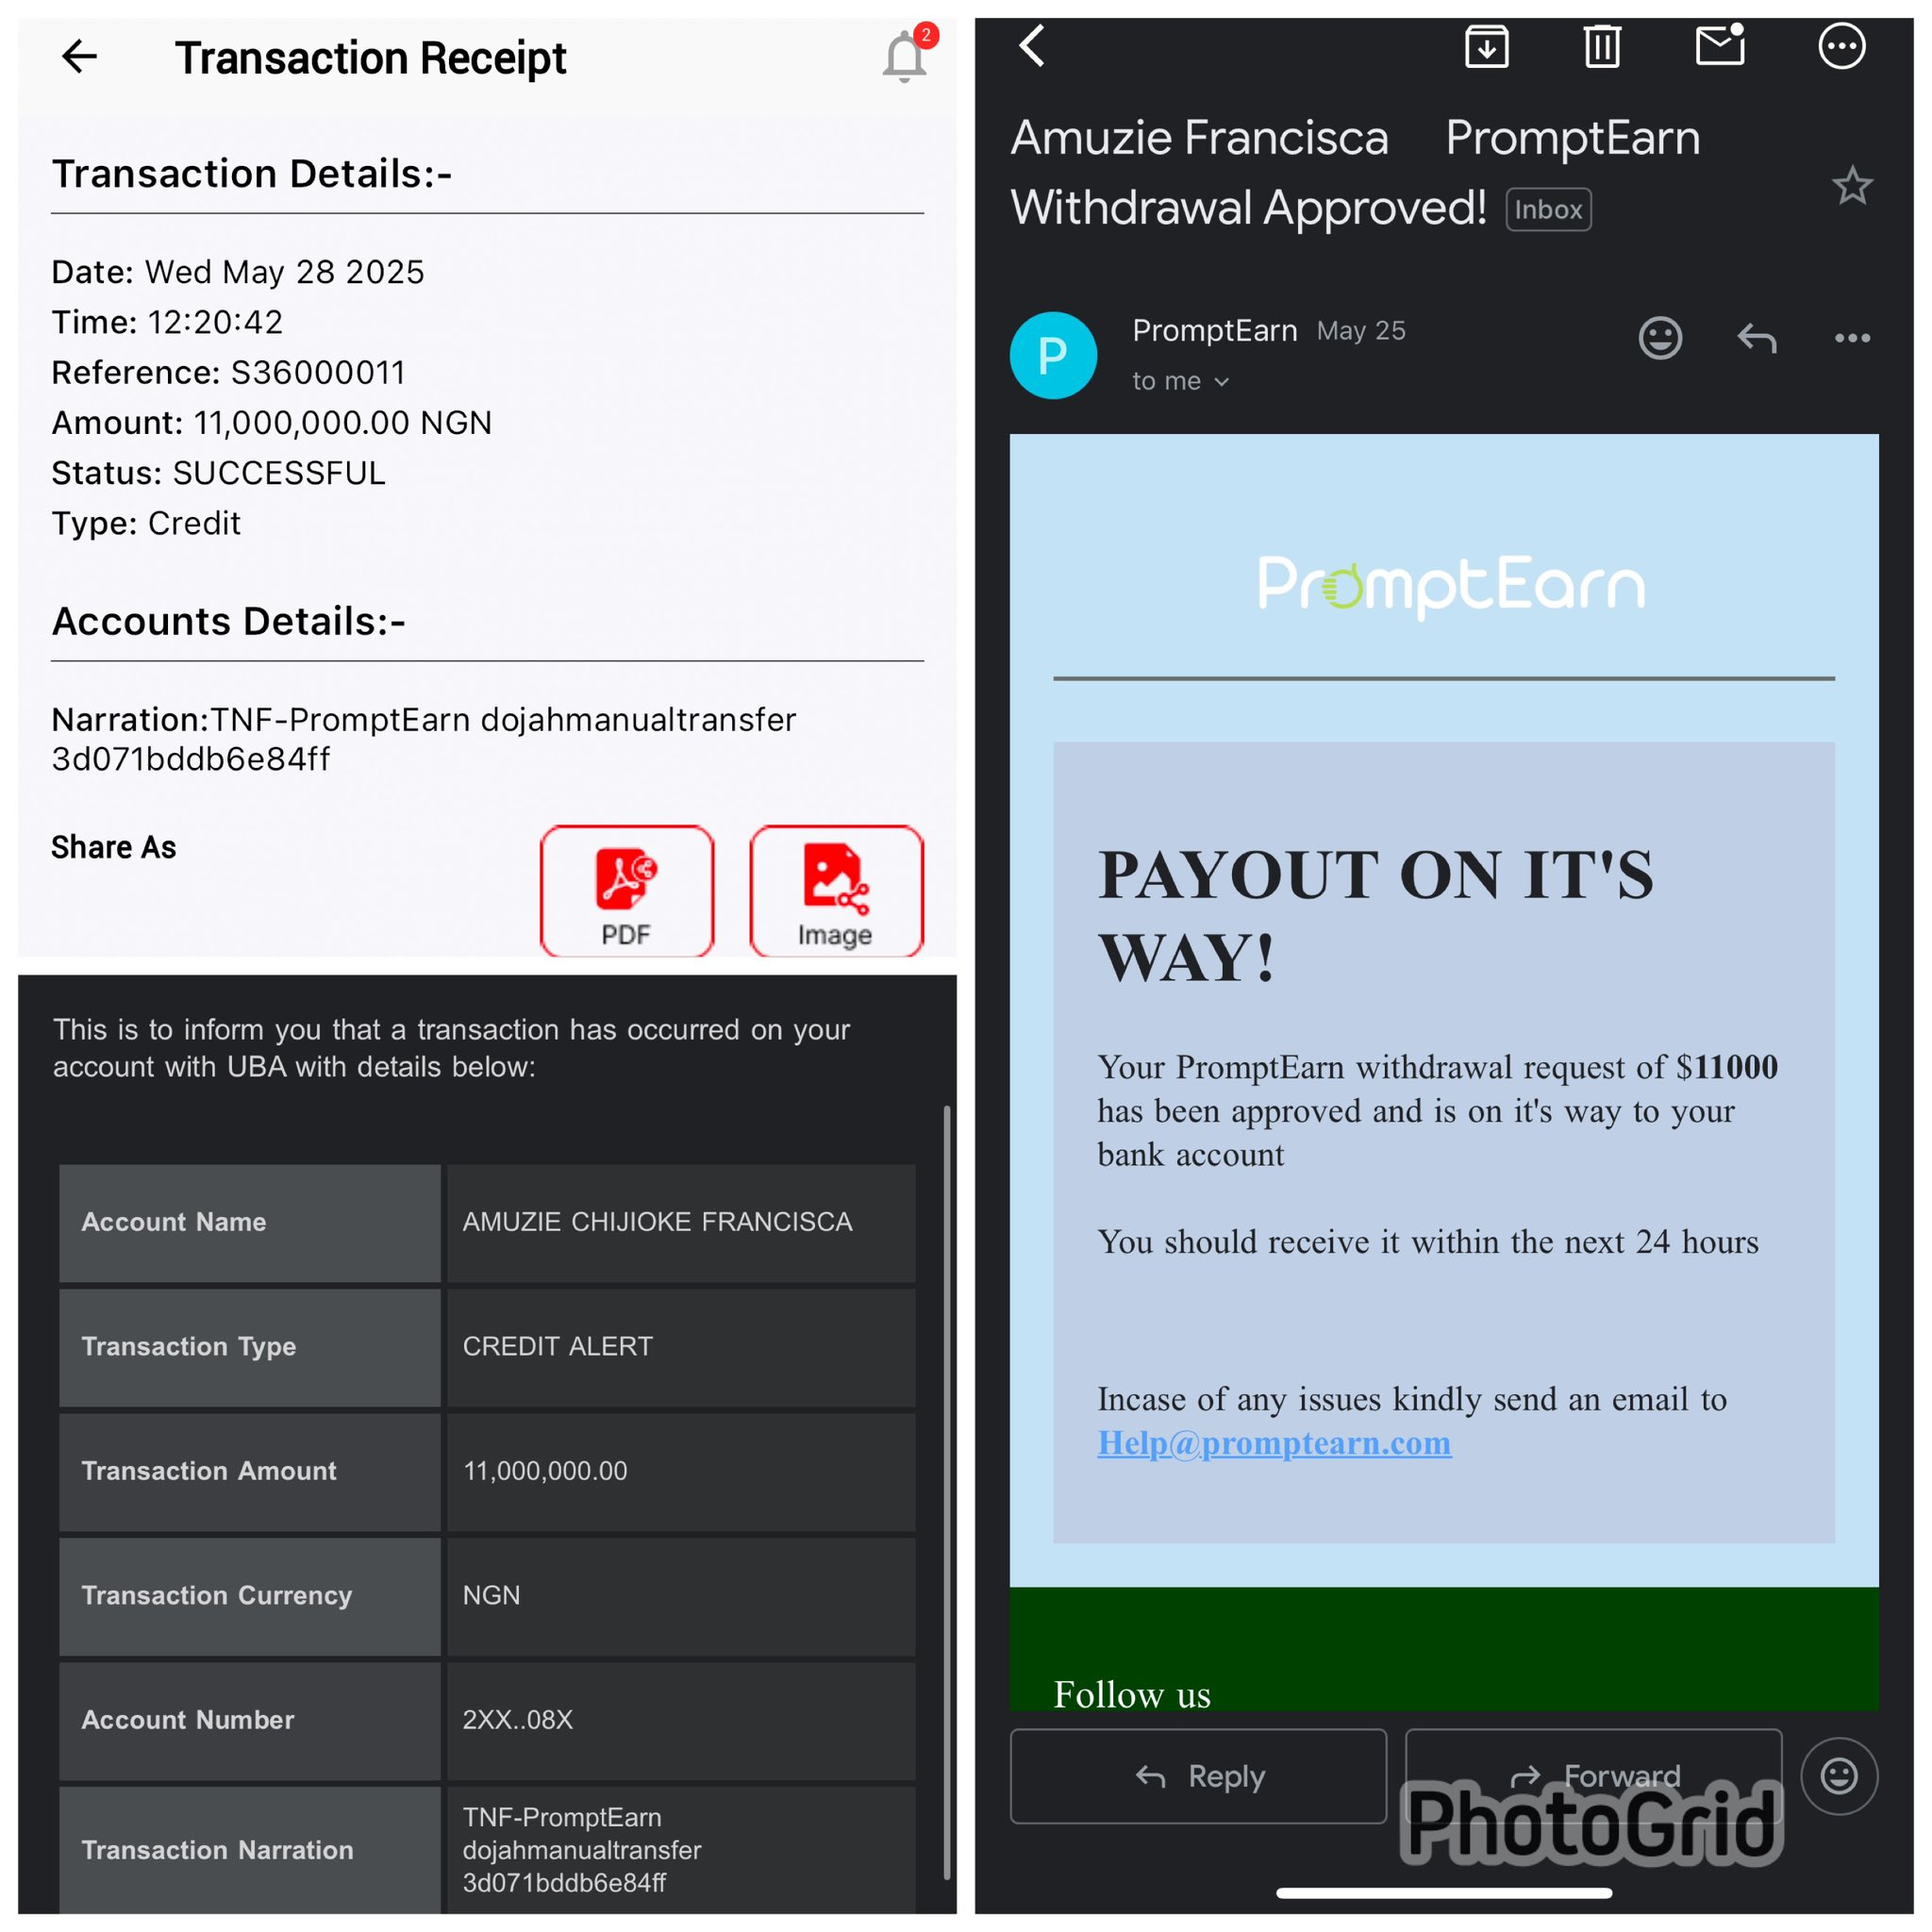 Transaction Receipt
2
Transaction Details:-
Date: Wed May 28 2025
Time: 12:20:42
Reference: S36000011
Amount: 11,000,000.00 NGN
Status: SUCCESSFUL
Type: Credit
Accounts Details:-
Narration:TNF-PromptEarn dojahmanualtransfer
3d071bddb6e84ff
Share As
PDF
Image
This is to inform you that a transaction has occurred on your
account with UBA with details below:
Account Name AMUZIE CHIJIOKE FRANCISCA
Transaction Type CREDIT ALERT
Transaction Amount 11,000,000.00
Transaction Currency NGN
Account Number 2XX..08X
Transaction Narration TNF-PromptEarn
dojahmanualtransfer
3d071bddb6e84ff
Amuzie Francisca PromptEarn
Withdrawal Approved! Inbox
P
PromptEarn May 25
to me
PromptEarn
PAYOUT ON IT'S
WAY!
Your PromptEarn withdrawal request of $11000
has been approved and is on it's way to your
bank account
You should receive it within the next 24 hours
Incase of any issues kindly send an email to
Help@promptearn.com
Follow us
Reply
Forward
PhotoGrid